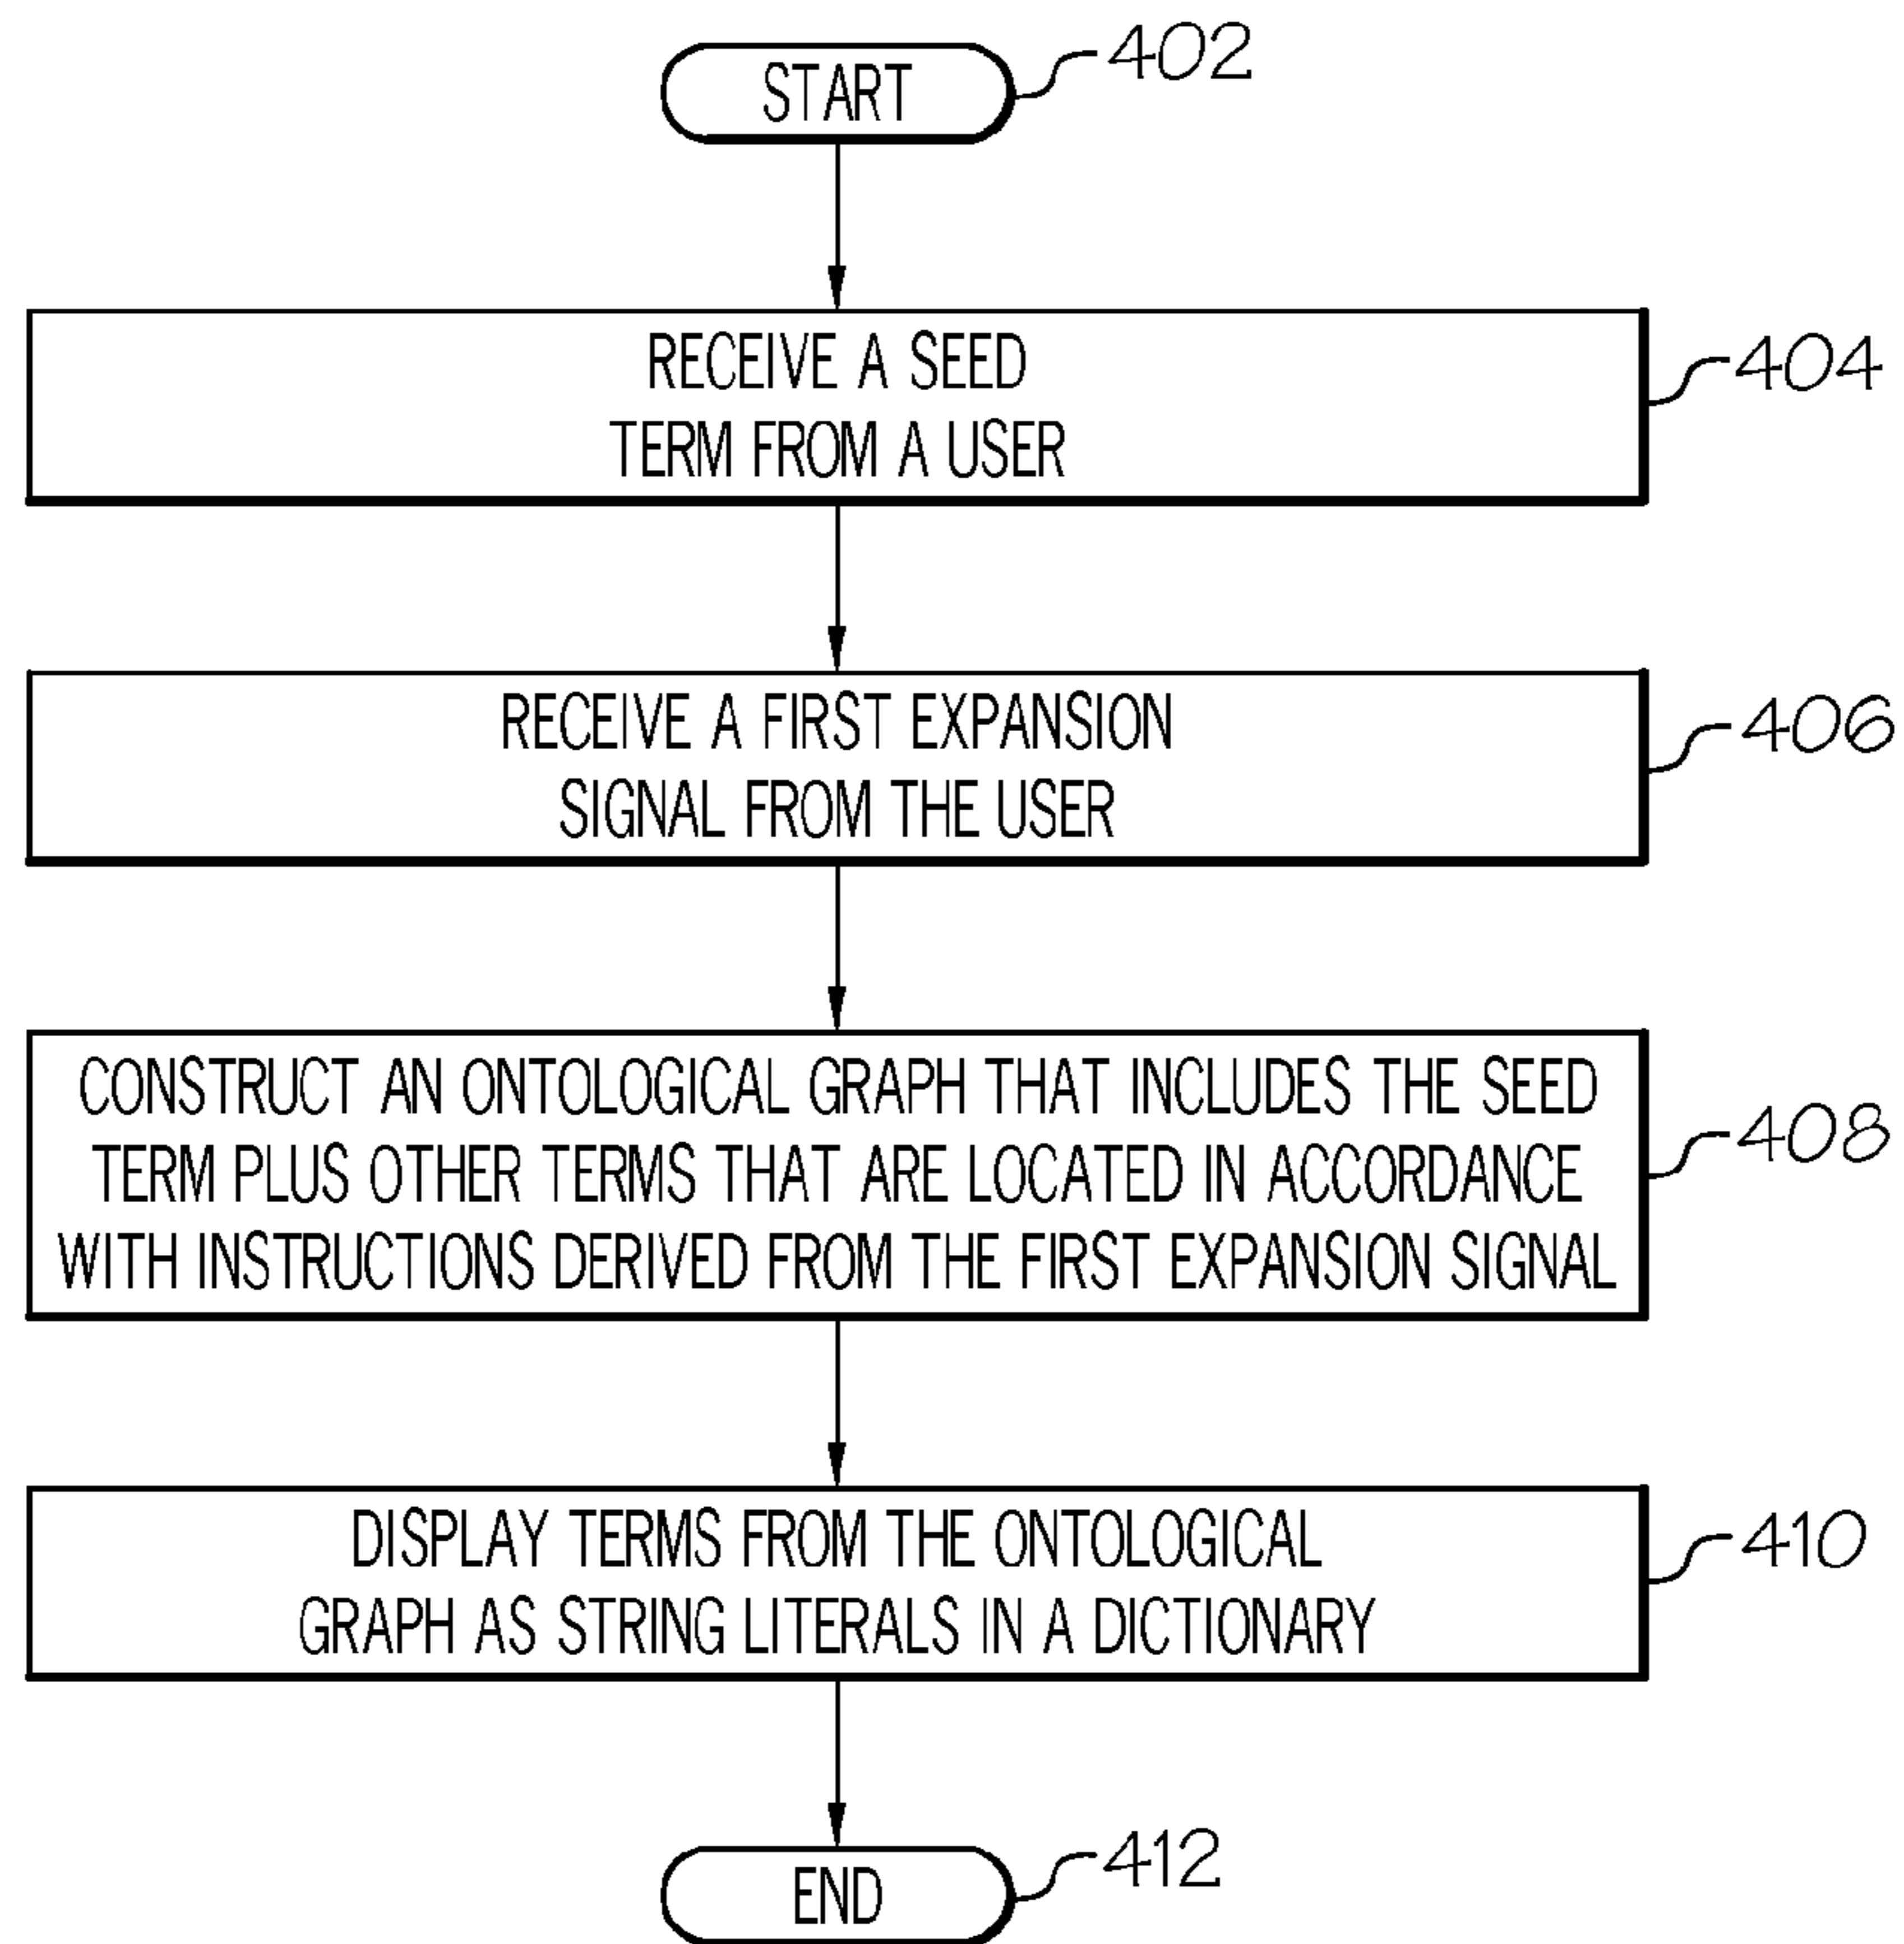 START
402
RECEIVE A SEED
TERM FROM A USER
404
RECEIVE A FIRST EXPANSION
SIGNAL FROM THE USER
406
CONSTRUCT AN ONTOLOGICAL GRAPH THAT INCLUDES THE SEED
TERM PLUS OTHER TERMS THAT ARE LOCATED IN ACCORDANCE
WITH INSTRUCTIONS DERIVED FROM THE FIRST EXPANSION SIGNAL
408
DISPLAY TERMS FROM THE ONTOLOGICAL
GRAPH AS STRING LITERALS IN A DICTIONARY
410
END
412